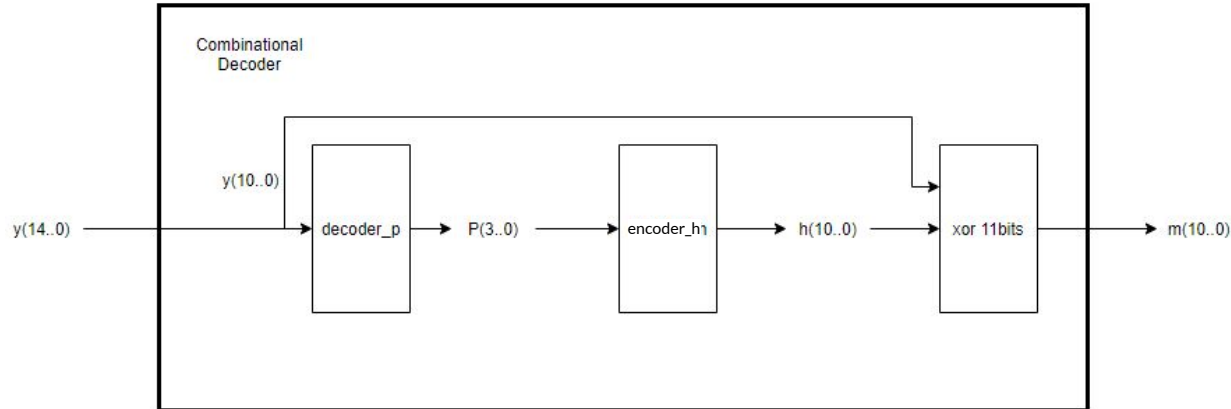 Combinational
Decoder
y(10..0)
y(14..0)
decoder_p
P(3..0)
encoder_h
h(10..0)
xor 11bits
m(10..0)